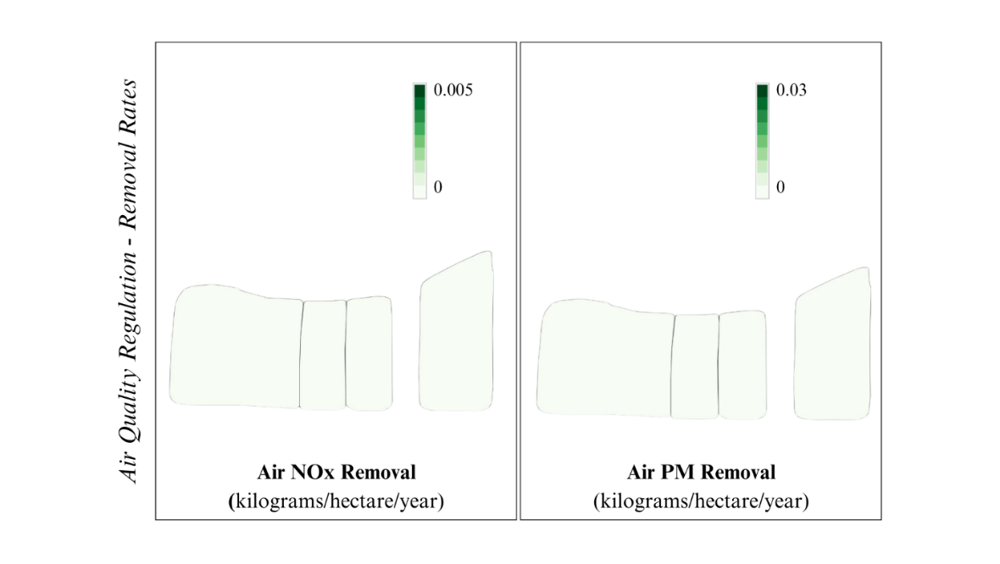 Air Quality Regulation - Removal Rates
0.005
0
Air NOx Removal
(kilograms/hectare/year)
0.03
0
Air PM Removal
(kilograms/hectare/year)